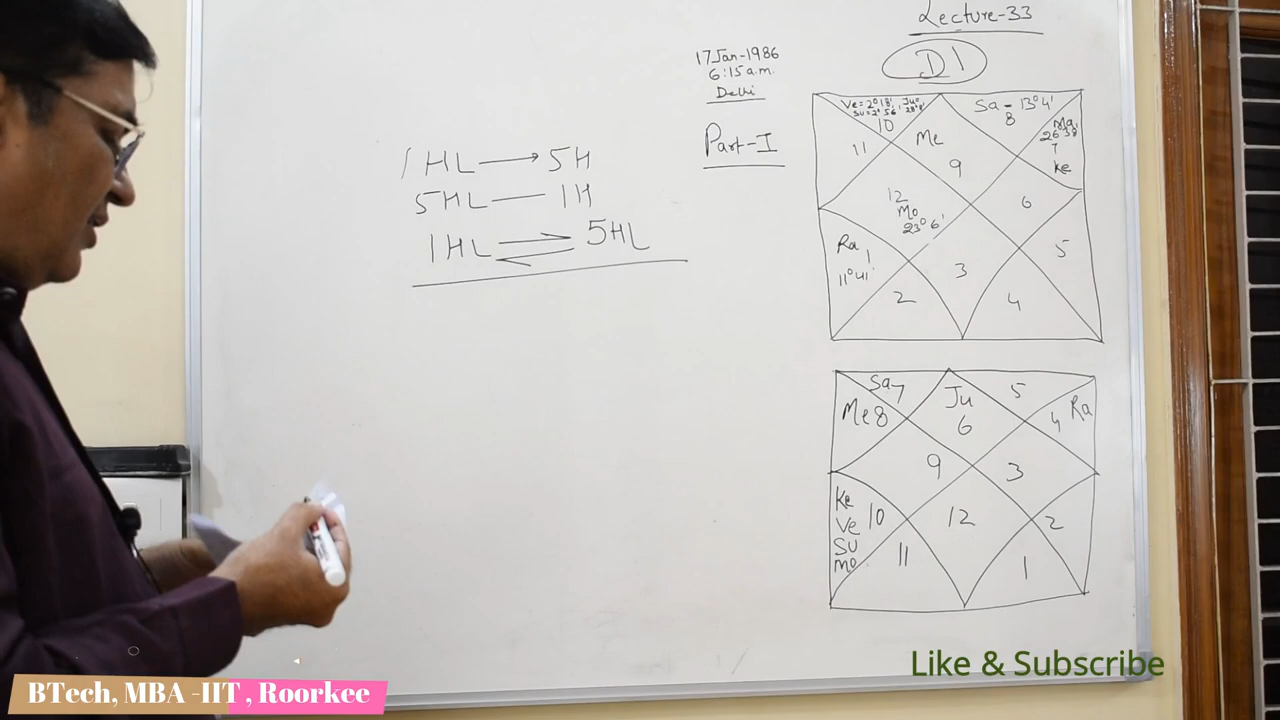 Lecture-33
D1
17 Jan-1986
6:15 a.m.
Delhi
Part-I
1HL → 5H
5HL — 1H
1HL ⇌ 5HL
Ve = 2°18'
Su = 2°56'
10
Sa - 13°4'
8
Ma
26°38'
7
Ke
11
Me
9
12
Mo
23°6'
6
Ra 1
11°41'
3
5
2
4
Sa 7
Ju
6
5
Me 8
4 Ra
9
3
Ke
Ve 10
Su
Mo
12
2
11
1
Like & Subscribe
BTech, MBA -IIT , Roorkee